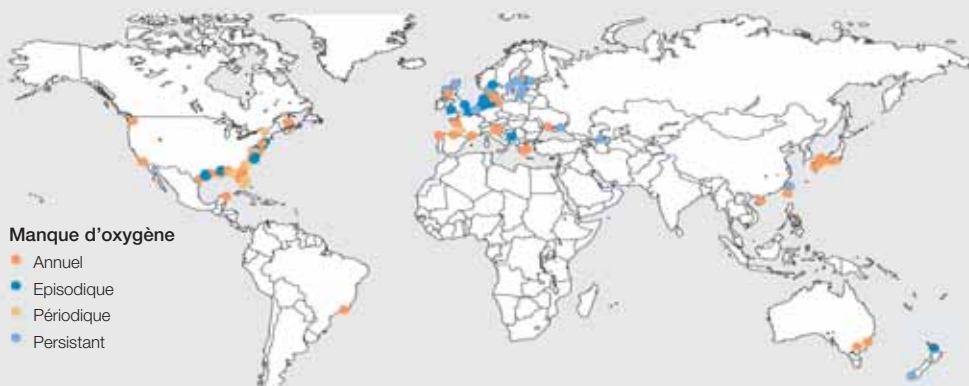 Manque d'oxygène
Annuel
Episodique
Périodique
Persistant